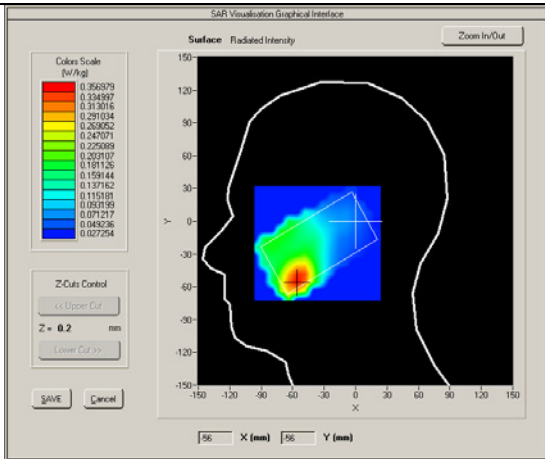 SAR Visualisation Graphical Interface
Surface Radiated Intensity
Zoom In/Out
Colors Scale
(W/kg)
0.356979
0.334997
0.313016
0.291034
0.269052
0.247071
0.225089
0.203107
0.181126
0.159144
0.137162
0.115181
0.093199
0.071217
0.049236
0.027254
150
120
90
60
30
0
-30
-60
-90
-120
-150
Y
-150 -120 -90 -60 -30 0 30 60 90 120 150
X
Z-Cuts Control
<< Upper Cut
Z = 0.2 mm
Lower Cut >>
SAVE Cancel
-56 X (mm) -56 Y (mm)